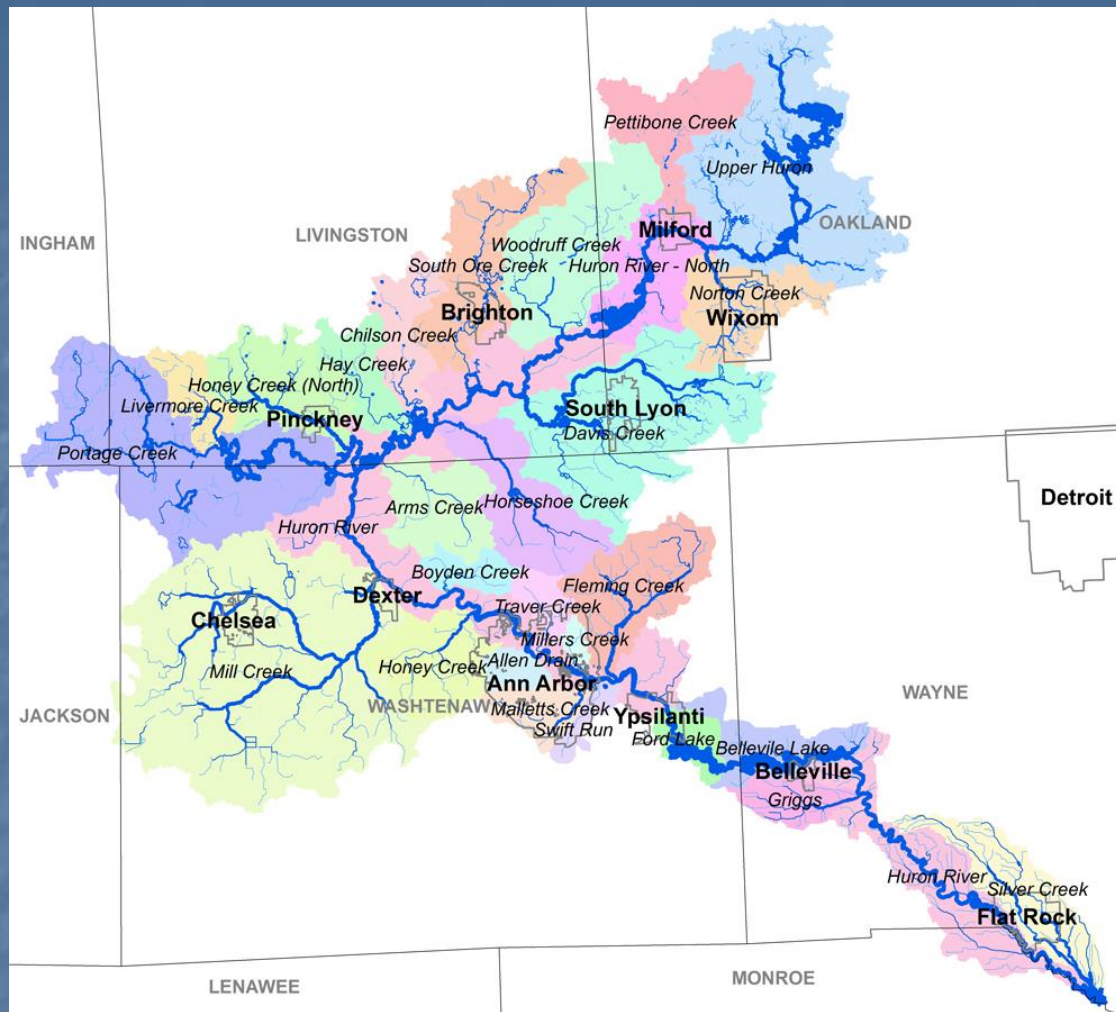 Pettibone Creek
Upper Huron
OAKLAND
Milford
LIVINGSTON
INGHAM
Woodruff Creek
South Ore Creek
Huron River - North
Norton Creek
Brighton
Wixom
Chilson Creek
Hay Creek
Honey Creek (North)
Livermore Creek
Pinckney
South Lyon
Davis Creek
Portage Creek
Detroit
Horseshoe Creek
Arms Creek
Huron River
Boyden Creek
Fleming Creek
Dexter
Traver Creek
Chelsea
Millers Creek
Allen Drain
Honey Creek
Mill Creek
Ann Arbor
WAYNE
WASHTENAW
JACKSON
Malletts Creek
Ypsilanti
Swift Run
Ford Lake
Bellevile Lake
Belleville
Griggs
Huron River
Silver Creek
Flat Rock
MONROE
LENAWEE